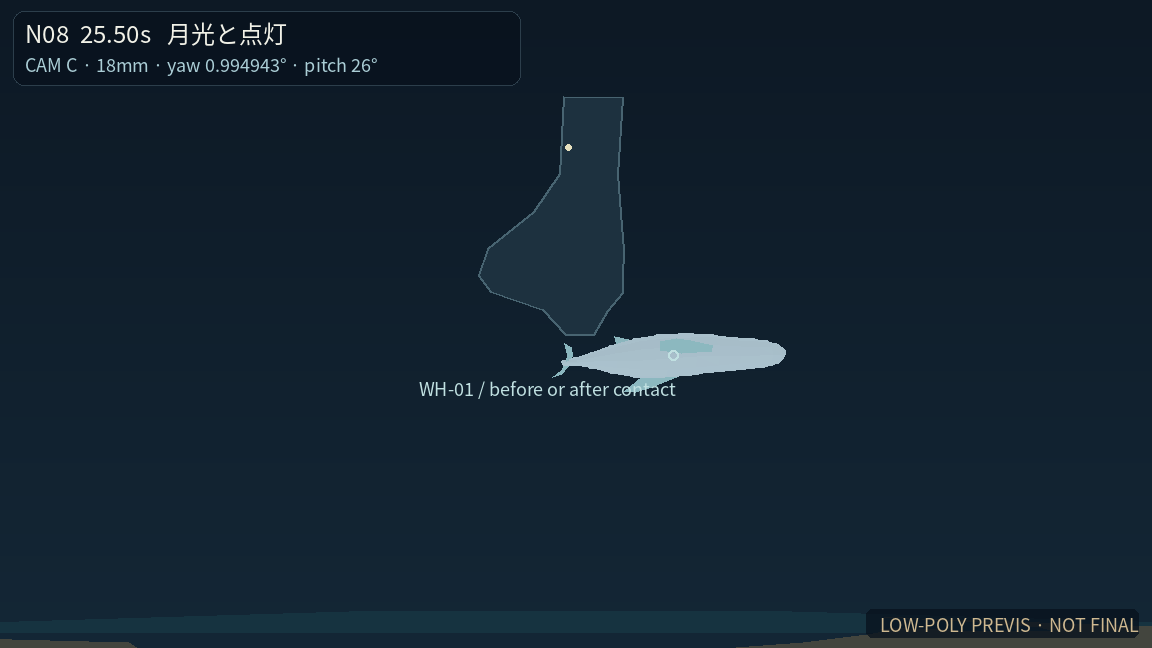 N08 25.50s 月光と点灯
CAM C · 18mm · yaw 0.994943° · pitch 26°
WH-01 / before or after contact
LOW-POLY PREVIS · NOT FINAL